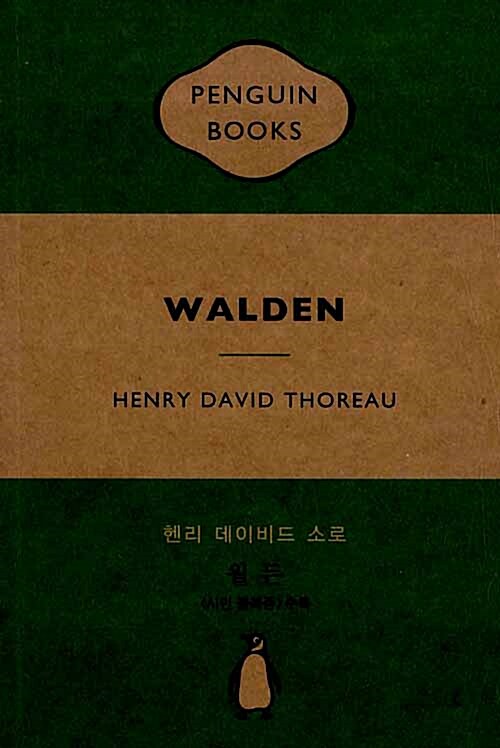 PENGUIN
BOOKS
WALDEN
HENRY DAVID THOREAU
헨리 데이비드 소로
월 든